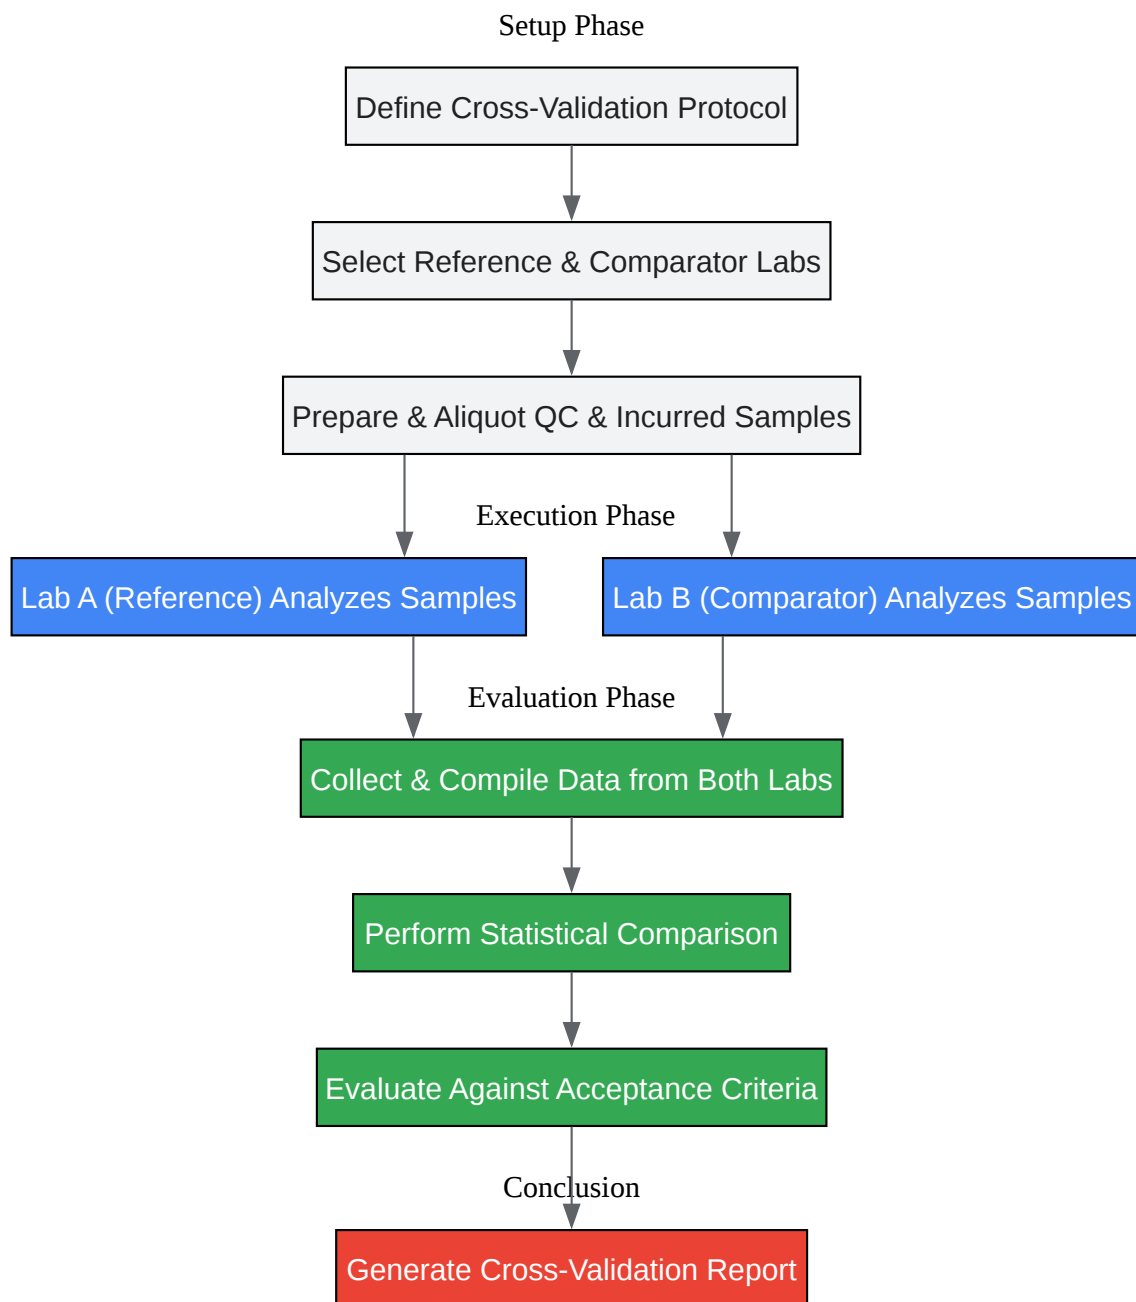 Setup Phase
Define Cross-Validation Protocol
Select Reference & Comparator Labs
Prepare & Aliquot QC & Incurred Samples
Execution Phase
Lab A (Reference) Analyzes Samples
Lab B (Comparator) Analyzes Samples
Evaluation Phase
Collect & Compile Data from Both Labs
Perform Statistical Comparison
Evaluate Against Acceptance Criteria
Conclusion
Generate Cross-Validation Report